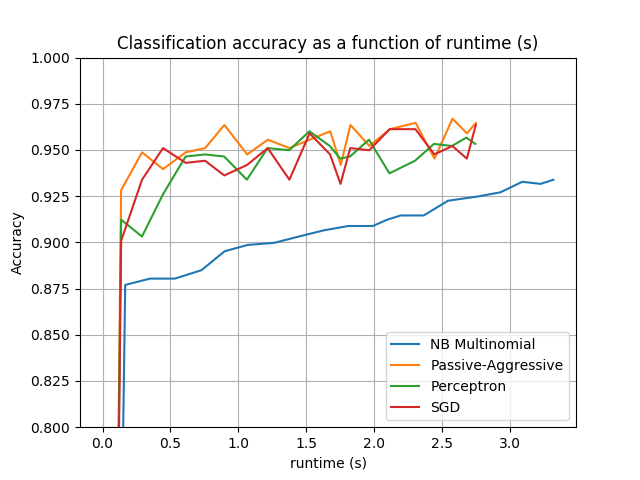 Classification accuracy as a function of runtime (s)
1.000
0.975
0.950
0.925
0.900
0.875
0.850
0.825
0.800
Accuracy
NB Multinomial
Passive-Aggressive
Perceptron
SGD
0.0 0.5 1.0 1.5 2.0 2.5 3.0
runtime (s)